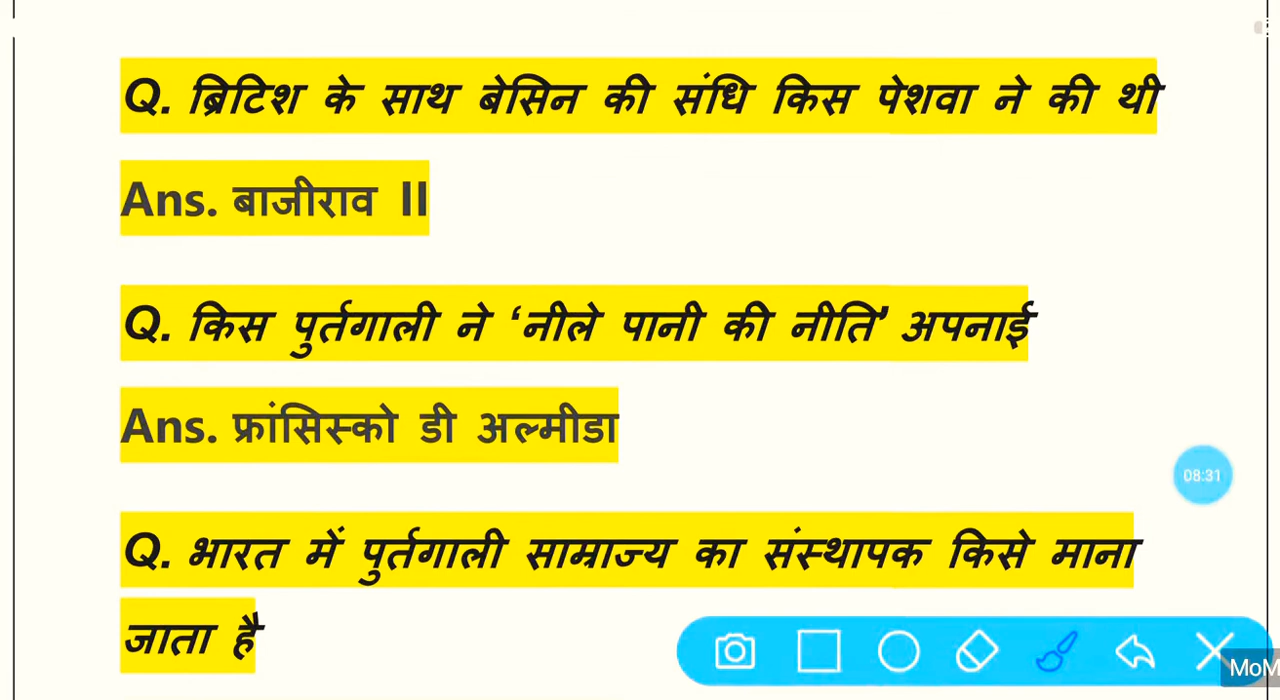 Q. ब्रिटिश के साथ बेसिन की संधि किस पेशवा ने की थी
Ans. बाजीराव II
Q. किस पुर्तगाली ने ‘नीले पानी की नीति’ अपनाई
Ans. फ्रांसिस्को डी अल्मीडा
Q. भारत में पुर्तगाली साम्राज्य का संस्थापक किसे माना
जाता है
08:31